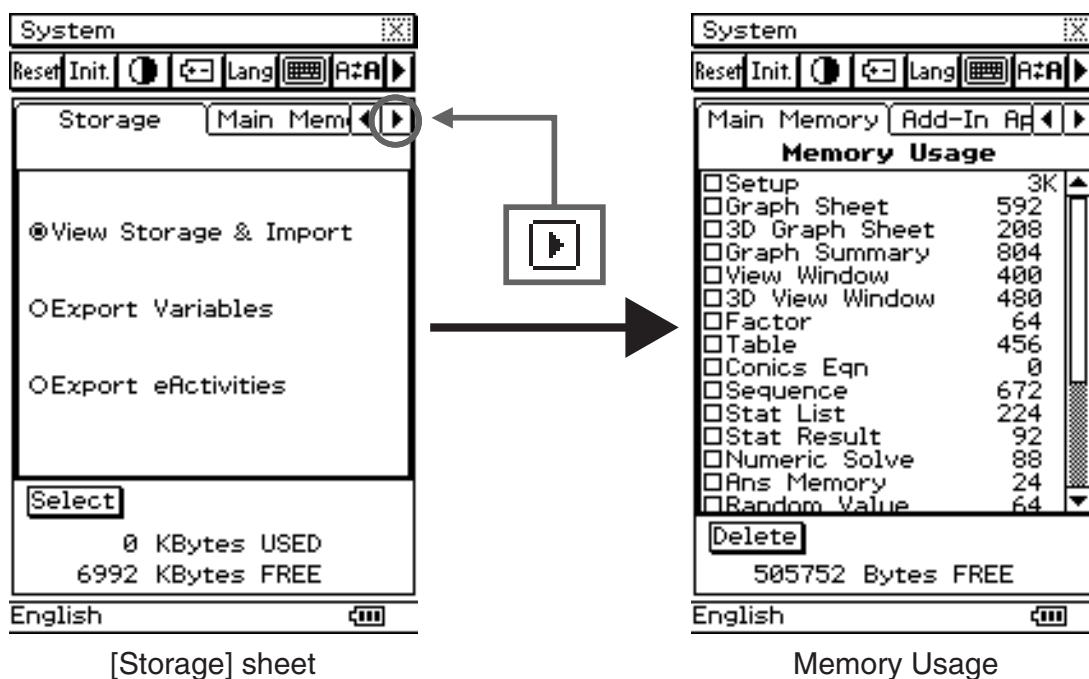 System
Reset Init. Lang A⇄A
Storage Main Mem
View Storage & Import
Export Variables
Export eActivities
Select
0 KBytes USED
6992 KBytes FREE
English
[Storage] sheet
System
Reset Init. Lang A⇄A
Main Memory Add-In Ap
Memory Usage
Setup 3K
Graph Sheet 592
3D Graph Sheet 208
Graph Summary 804
View Window 400
3D View Window 480
Factor 64
Table 456
Conics Eqn 0
Sequence 672
Stat List 224
Stat Result 92
Numeric Solve 88
Ans Memory 24
Random Value 64
Delete
505752 Bytes FREE
English
Memory Usage